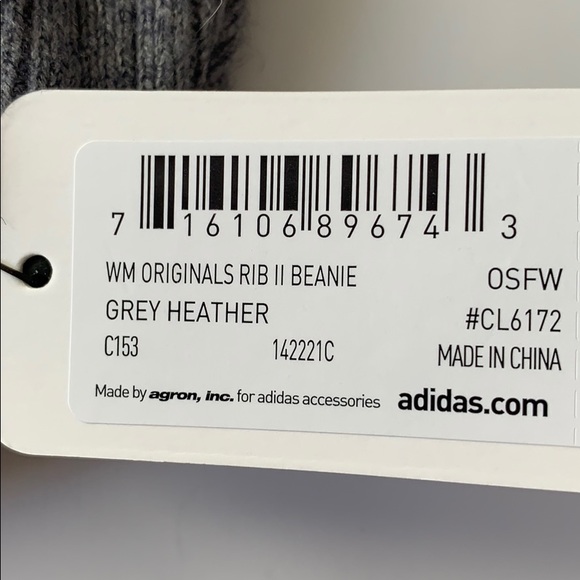 7 16106 89674 3
WM ORIGINALS RIB II BEANIE OSFW
GREY HEATHER #CL6172
C153 142221C MADE IN CHINA
Made by agron, inc. for adidas accessories adidas.com